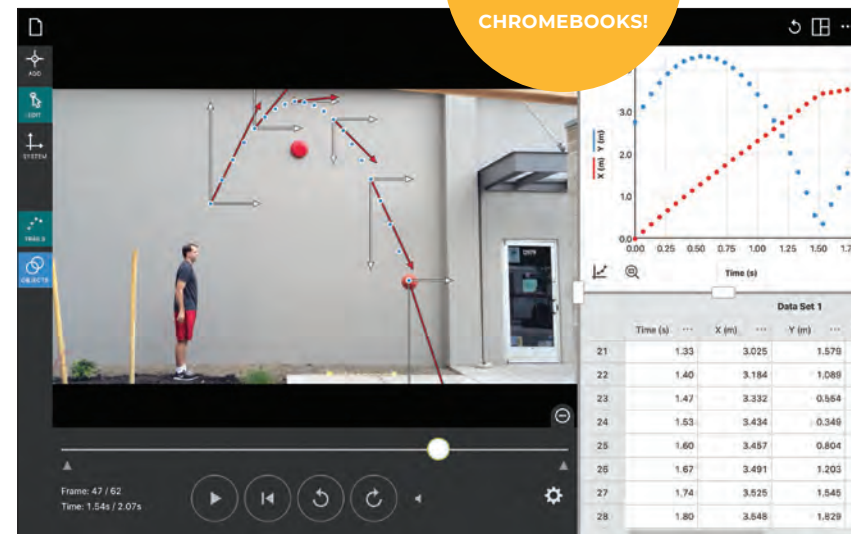 CHROMEBOOKS!
ADD
EDIT
SYSTEM
TRAILS
OBJECTS
Frame: 47 / 62
Time: 1.54s / 2.07s
X (m) Y (m)
3.0
2.0
1.0
0.0
0.00 0.25 0.50 0.75 1.00 1.25 1.50
Time (s)
Data Set 1
Time (s) ... X (m) ... Y (m) ...
21 1.33 3.025 1.579
22 1.40 3.184 1.089
23 1.47 3.332 0.564
24 1.53 3.434 0.349
25 1.60 3.457 0.804
26 1.67 3.491 1.203
27 1.74 3.525 1.545
28 1.80 3.548 1.829